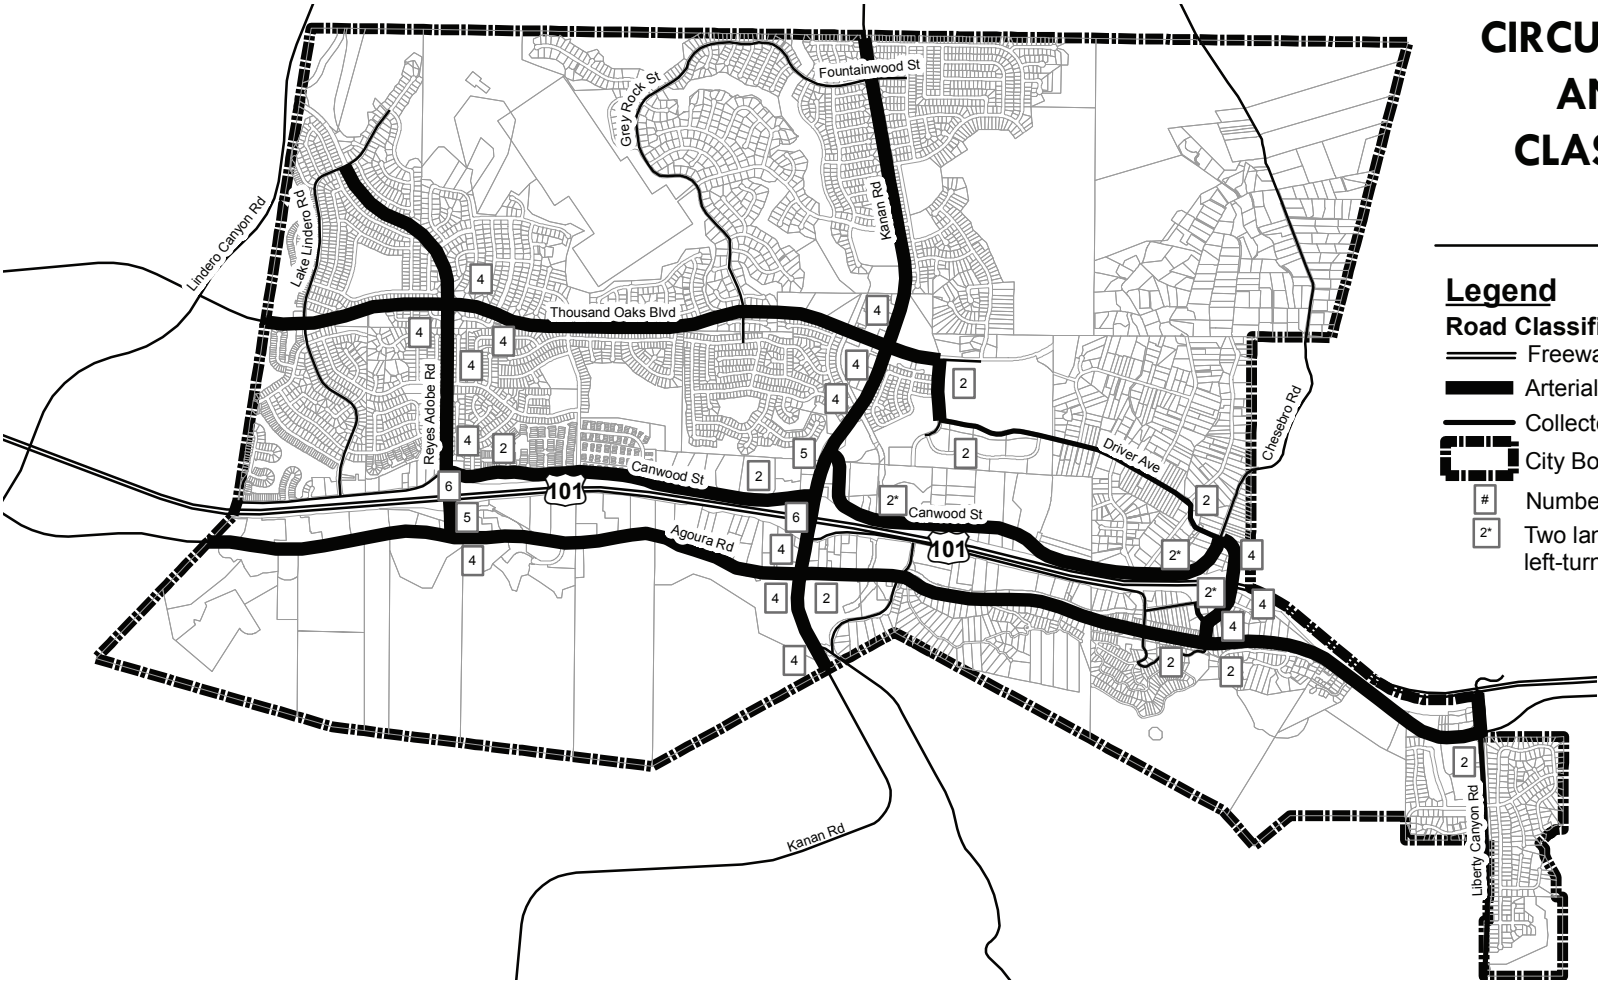 CIRCU
AN
CLAS
Legend
Road Classifi
Freewa
Arterial
Collect
City Bo
# Numbe
2* Two lan
left-turn
Fountainwood St
Grey Rock St
Kanan Rd
Lindero Canyon Rd
Lake Lindero Rd
4
Thousand Oaks Blvd
4
4
4
4
4
4
Reyes Adobe Rd
2
4
Chesebro Rd
4
2
5
2
Driver Ave
Canwood St
2
6
101
2*
Canwood St
2
5
6
Agoura Rd
4
101
4
2*
4
4
2
2*
4
4
4
2
2
2
Liberty Canyon Rd
Kanan Rd